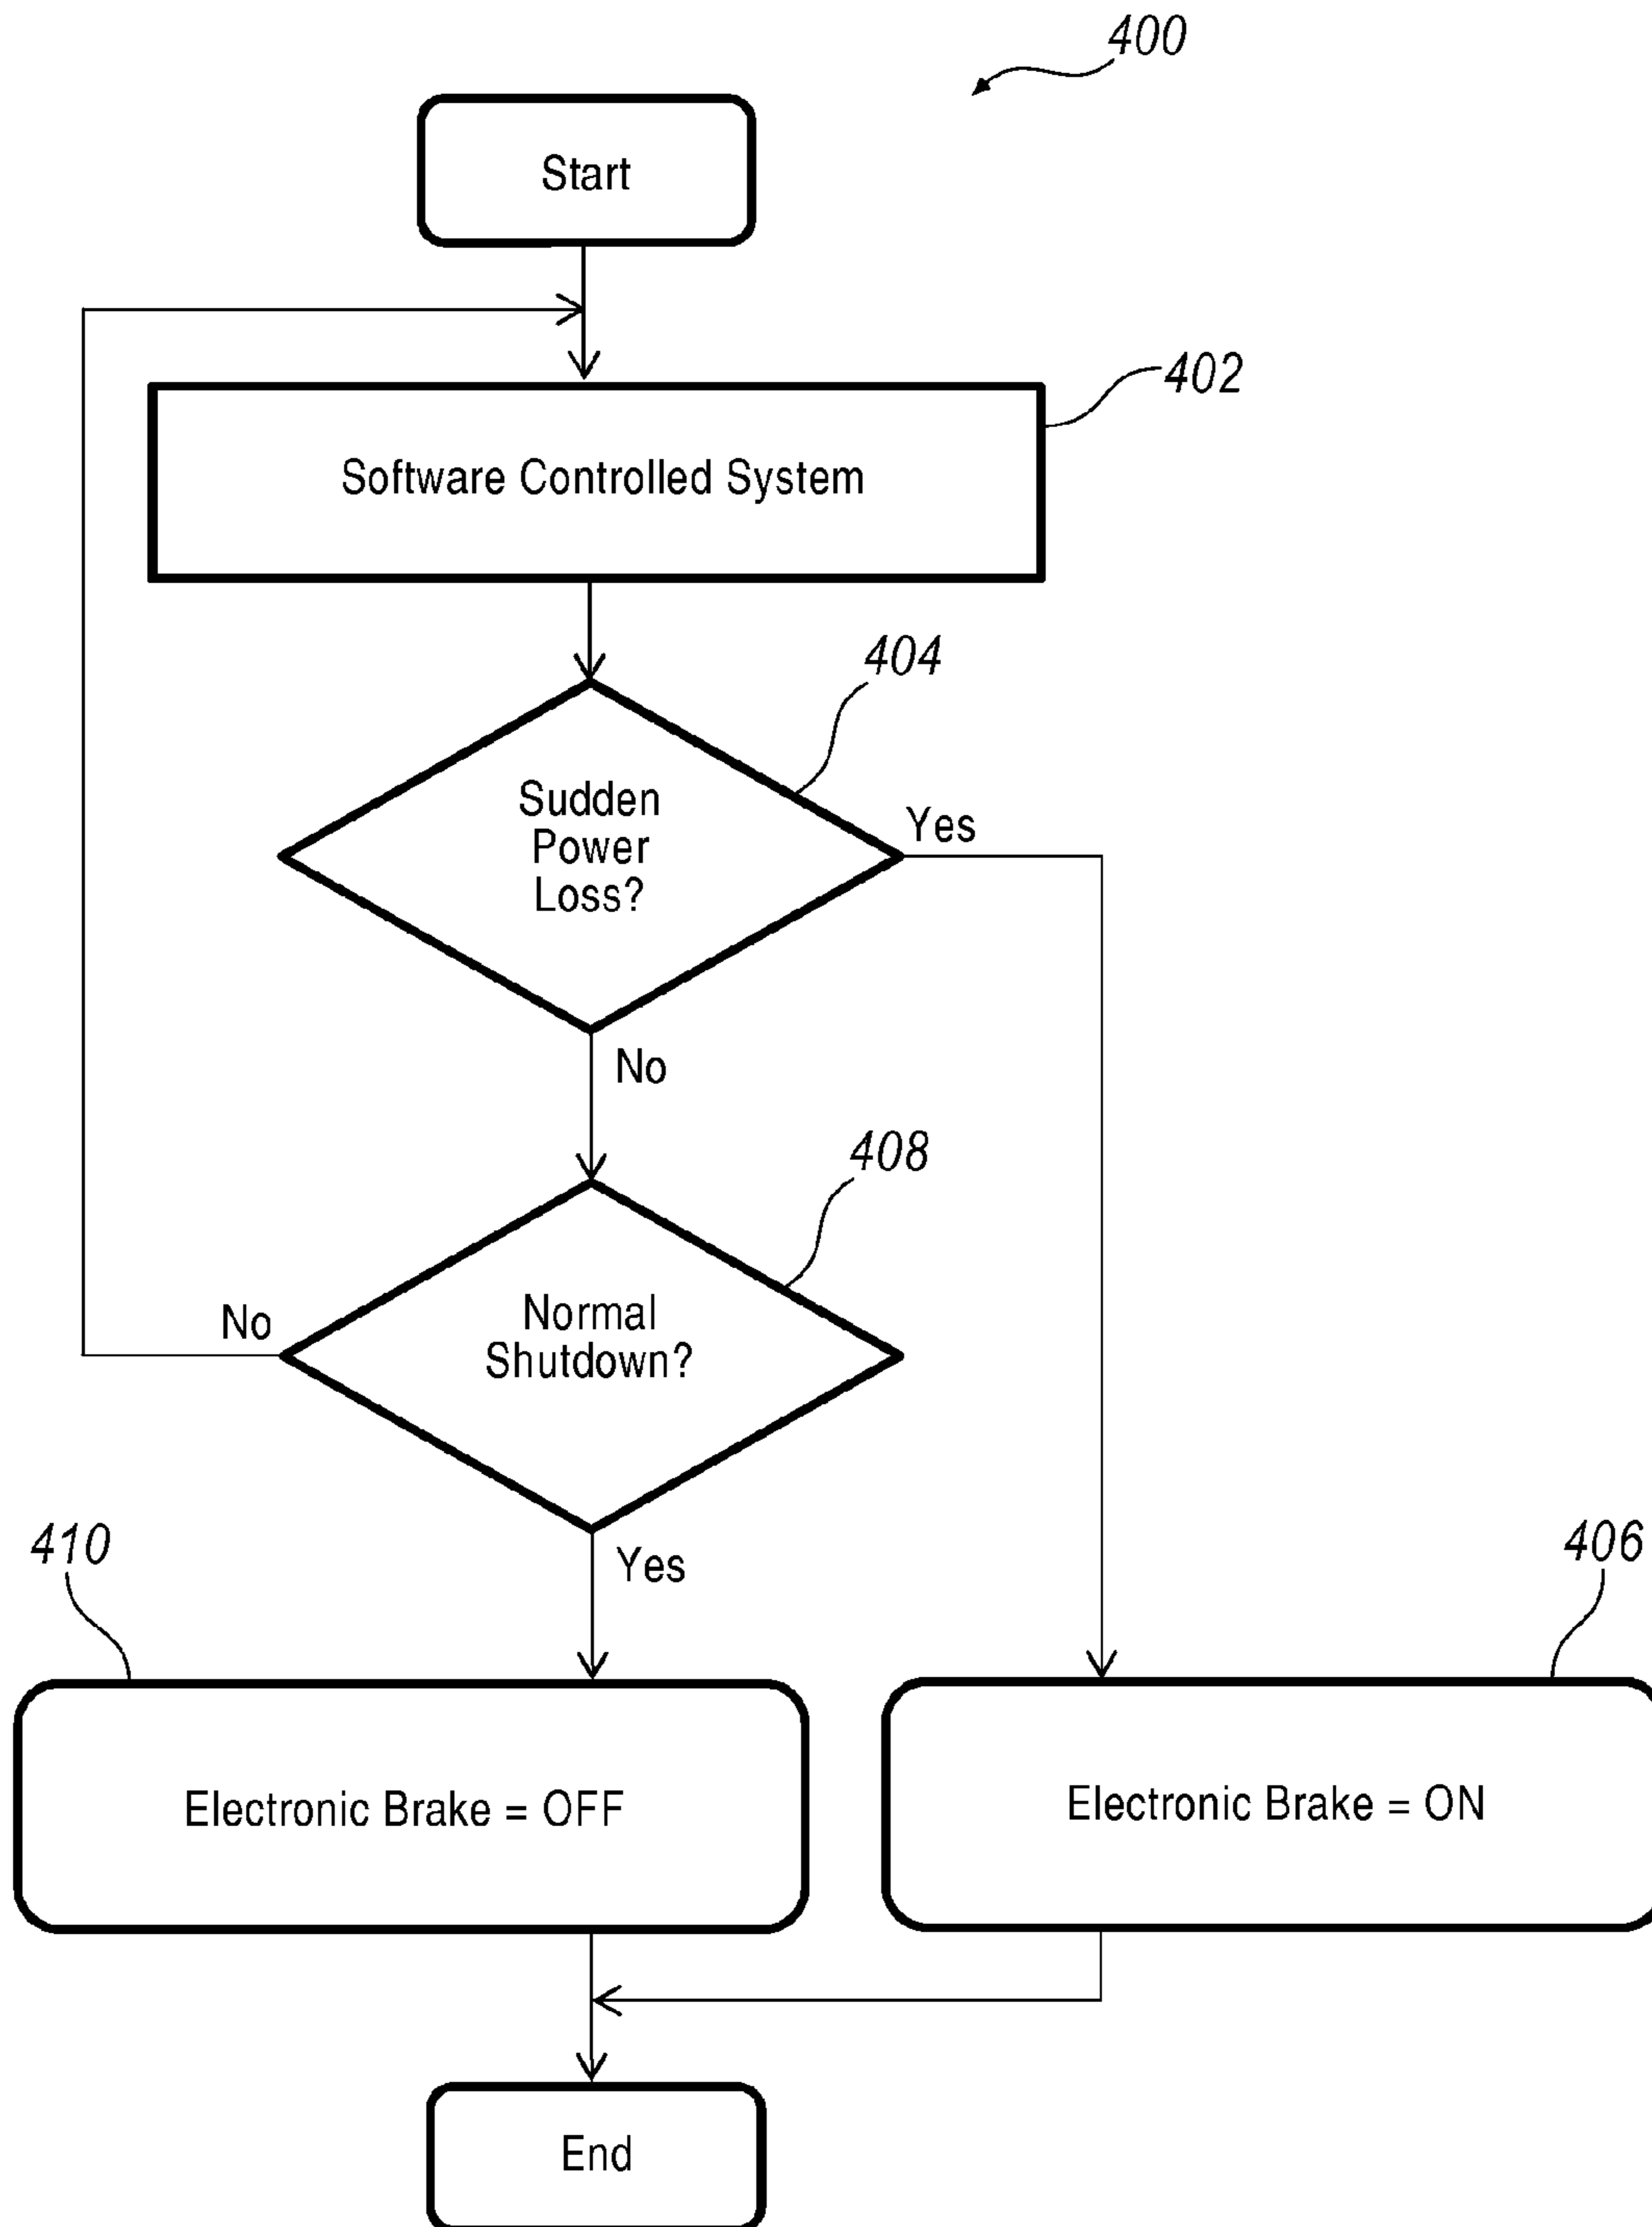 400
Start
402
Software Controlled System
404
Sudden
Power
Loss?
Yes
No
408
Normal
Shutdown?
No
Yes
410
406
Electronic Brake = OFF
Electronic Brake = ON
End